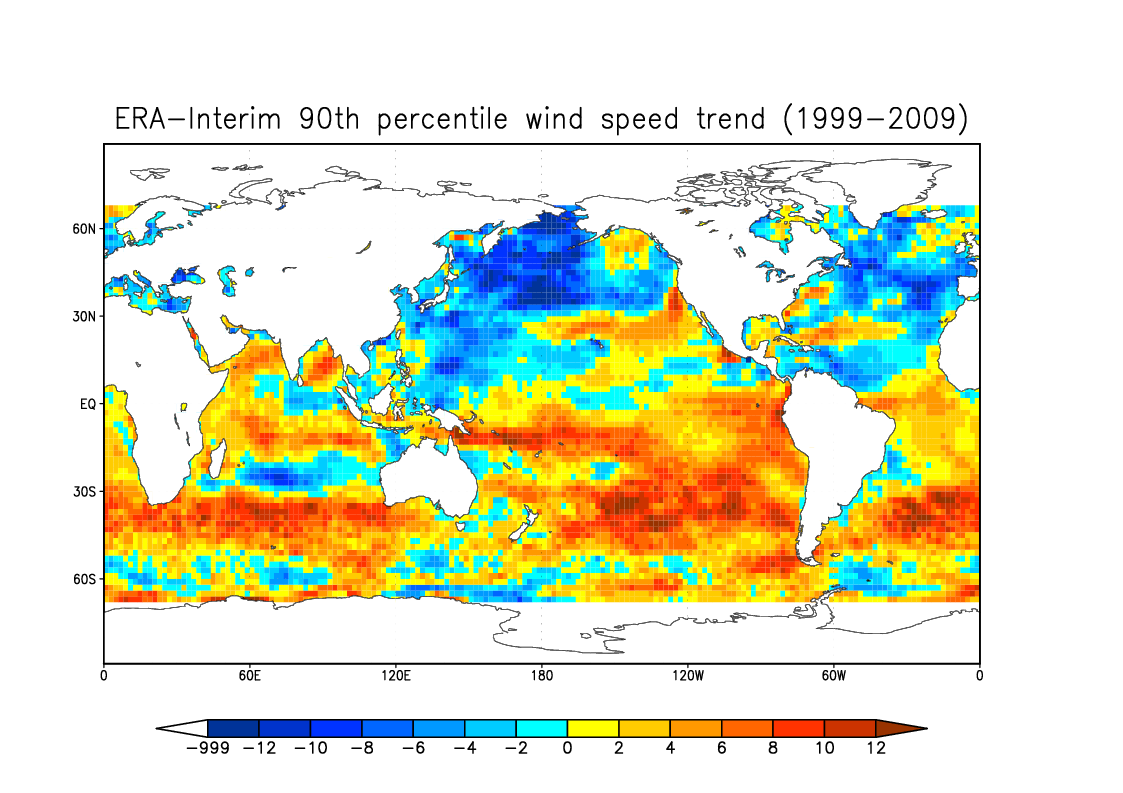 ERA-Interim 90th percentile wind speed trend (1999-2009)
60N
30N
EQ
30S
60S
0 60E 120E 180 120W 60W 0
-999 -12 -10 -8 -6 -4 -2 0 2 4 6 8 10 12